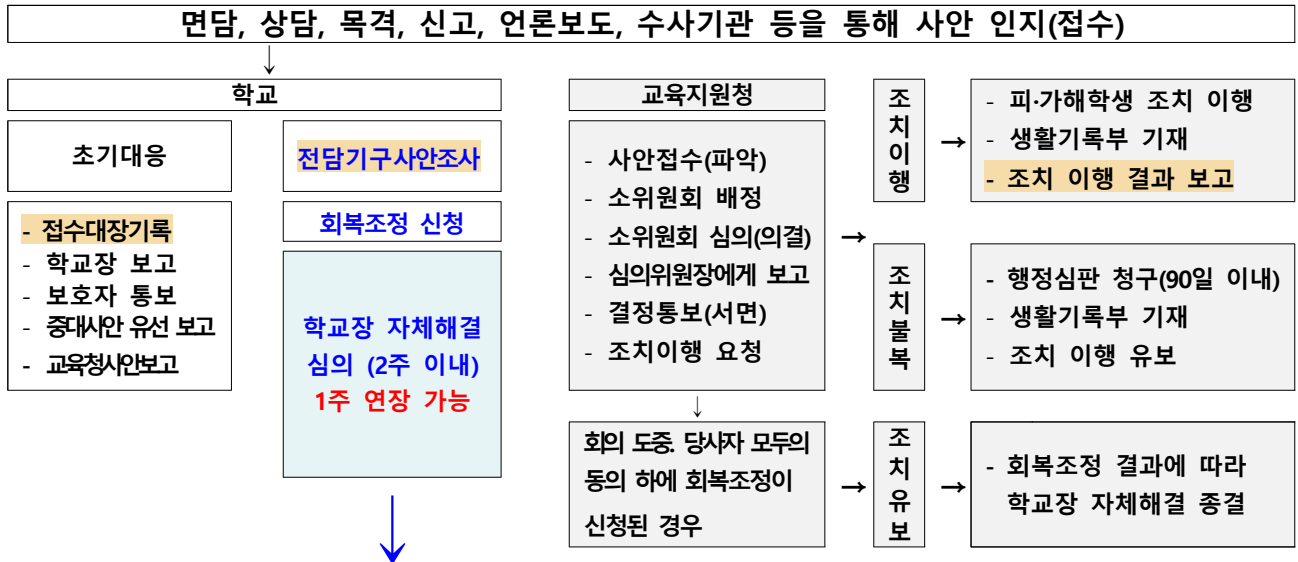 면담, 상담, 목격, 신고, 언론보도, 수사기관 등을 통해 사안 인지(접수)
↓
학교
초기대응
- 접수대장기록
- 학교장 보고
- 보호자 통보
- 중대사안 유선 보고
- 교육청사안보고
전담기구사안조사
회복조정 신청
학교장 자체해결
심의 (2주 이내)
1주 연장 가능
↓
교육지원청
- 사안접수(파악)
- 소위원회 배정
- 소위원회 심의(의결)
- 심의위원장에게 보고
- 결정통보(서면)
- 조치이행 요청
↓
회의 도중. 당사자 모두의
동의 하에 회복조정이
신청된 경우
→
→
조
치
이
행
→
- 피·가해학생 조치 이행
- 생활기록부 기재
- 조치 이행 결과 보고
조
치
불
복
→
- 행정심판 청구(90일 이내)
- 생활기록부 기재
- 조치 이행 유보
조
치
유
보
→
- 회복조정 결과에 따라
학교장 자체해결 종결